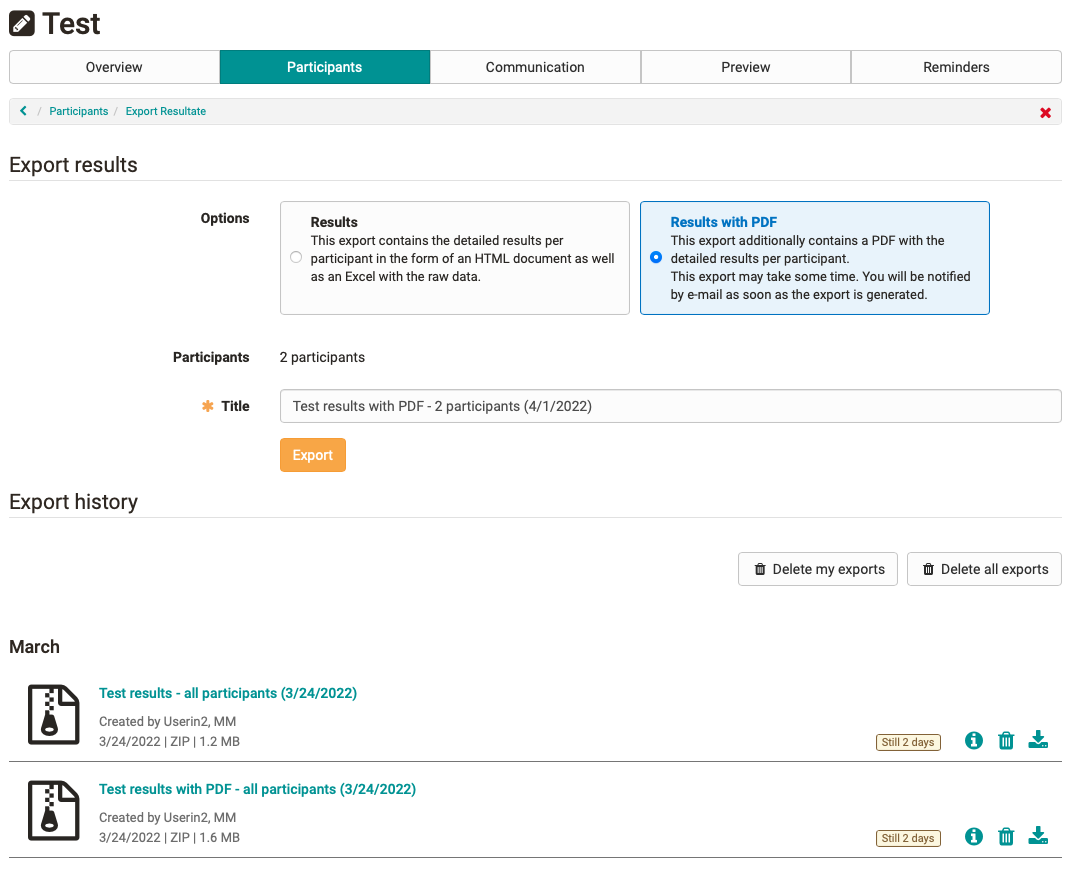 Test
Overview
Participants
Communication
Preview
Reminders
/ Participants / Export Resultate
Export results
Options
Results
This export contains the detailed results per
participant in the form of an HTML document as well
as an Excel with the raw data.
Results with PDF
This export additionally contains a PDF with the
detailed results per participant.
This export may take some time. You will be notified
by e-mail as soon as the export is generated.
Participants
2 participants
Title
Test results with PDF - 2 participants (4/1/2022)
Export
Export history
Delete my exports
Delete all exports
March
Test results - all participants (3/24/2022)
Created by Userin2, MM
3/24/2022 | ZIP | 1.2 MB
Still 2 days
Test results with PDF - all participants (3/24/2022)
Created by Userin2, MM
3/24/2022 | ZIP | 1.6 MB
Still 2 days